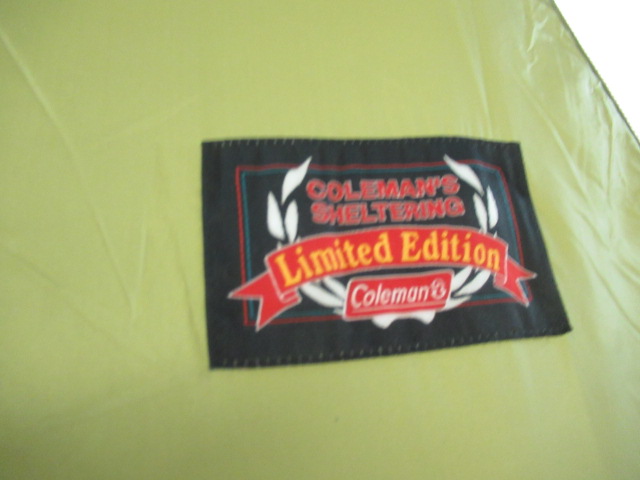 COLEMAN'S
SHELTERING
Limited Edition
Coleman